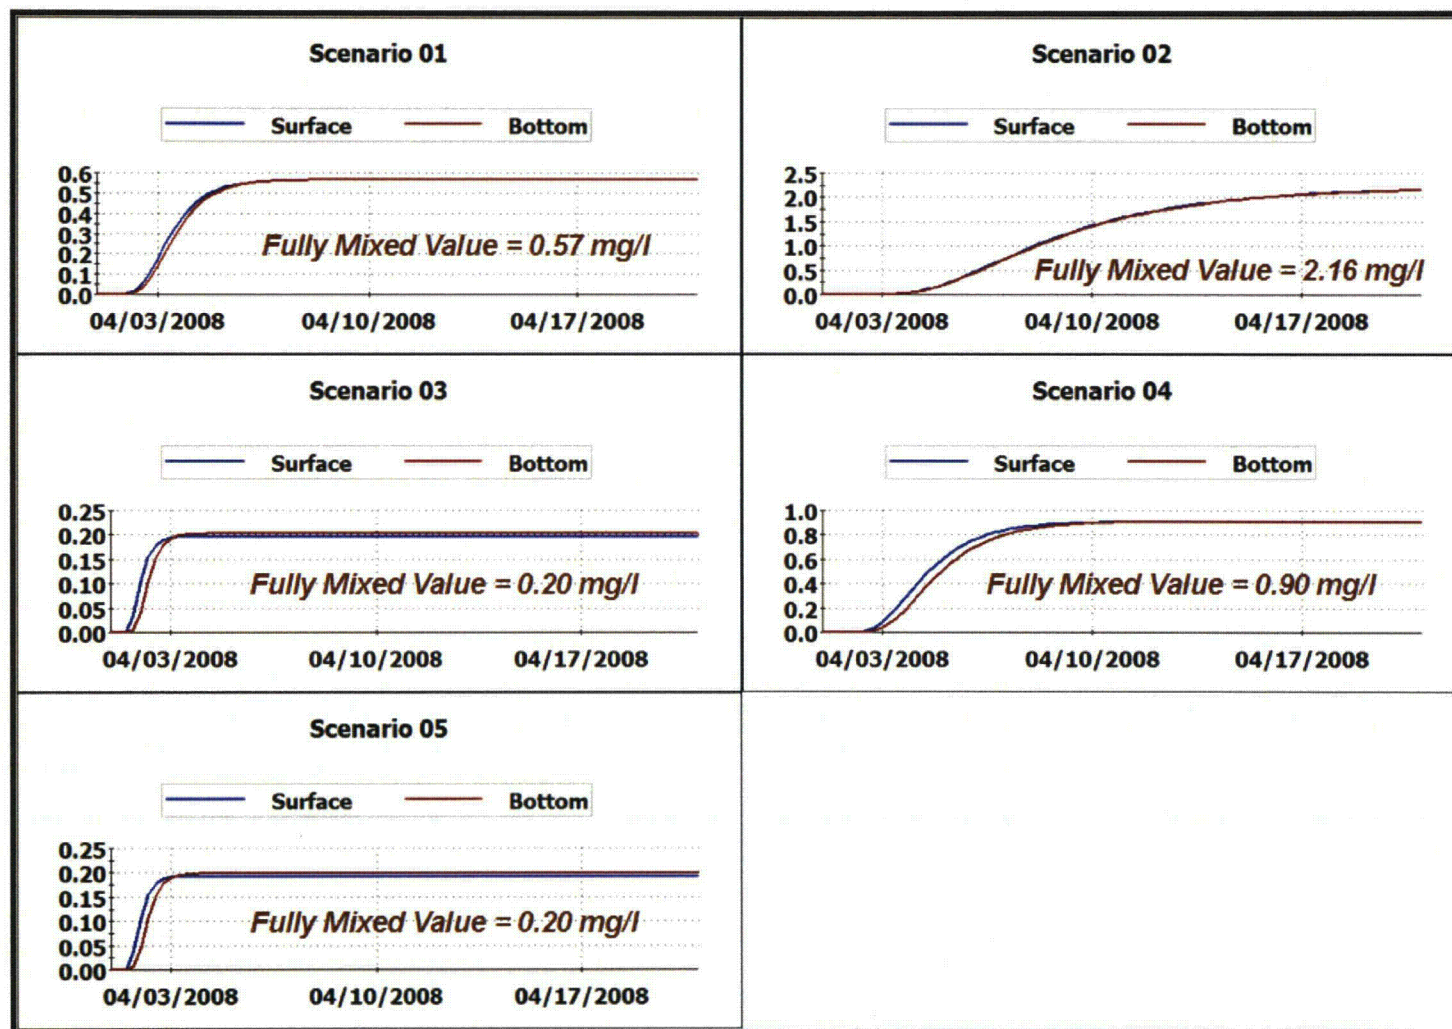 Scenario 01
Surface Bottom
0.6
0.5
0.4
0.3
0.2
0.1
0.0
Fully Mixed Value = 0.57 mg/l
04/03/2008 04/10/2008 04/17/2008
Scenario 02
Surface Bottom
2.5
2.0
1.5
1.0
0.5
0.0
Fully Mixed Value = 2.16 mg/l
04/03/2008 04/10/2008 04/17/2008
Scenario 03
Surface Bottom
0.25
0.20
0.15
0.10
0.05
0.00
Fully Mixed Value = 0.20 mg/l
04/03/2008 04/10/2008 04/17/2008
Scenario 04
Surface Bottom
1.0
0.8
0.6
0.4
0.2
0.0
Fully Mixed Value = 0.90 mg/l
04/03/2008 04/10/2008 04/17/2008
Scenario 05
Surface Bottom
0.25
0.20
0.15
0.10
0.05
0.00
Fully Mixed Value = 0.20 mg/l
04/03/2008 04/10/2008 04/17/2008